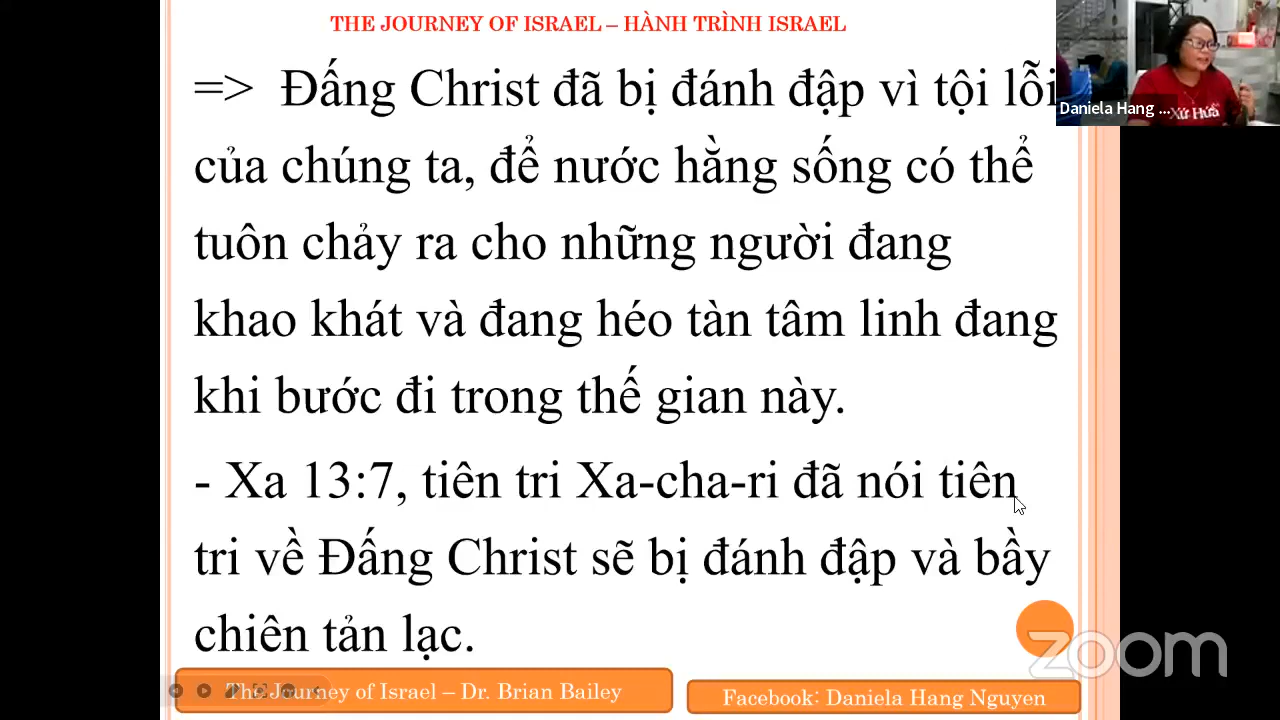 THE JOURNEY OF ISRAEL – HÀNH TRÌNH ISRAEL
=> Đấng Christ đã bị đánh đập vì tội lỗi
của chúng ta, để nước hằng sống có thể
tuôn chảy ra cho những người đang
khao khát và đang héo tàn tâm linh đang
khi bước đi trong thế gian này.
- Xa 13:7, tiên tri Xa-cha-ri đã nói tiên
tri về Đấng Christ sẽ bị đánh đập và bầy
chiên tản lạc.
The Journey of Israel – Dr. Brian Bailey
Facebook: Daniela Hang Nguyen
Daniela Hang ...
Xứ Hứa
zoom